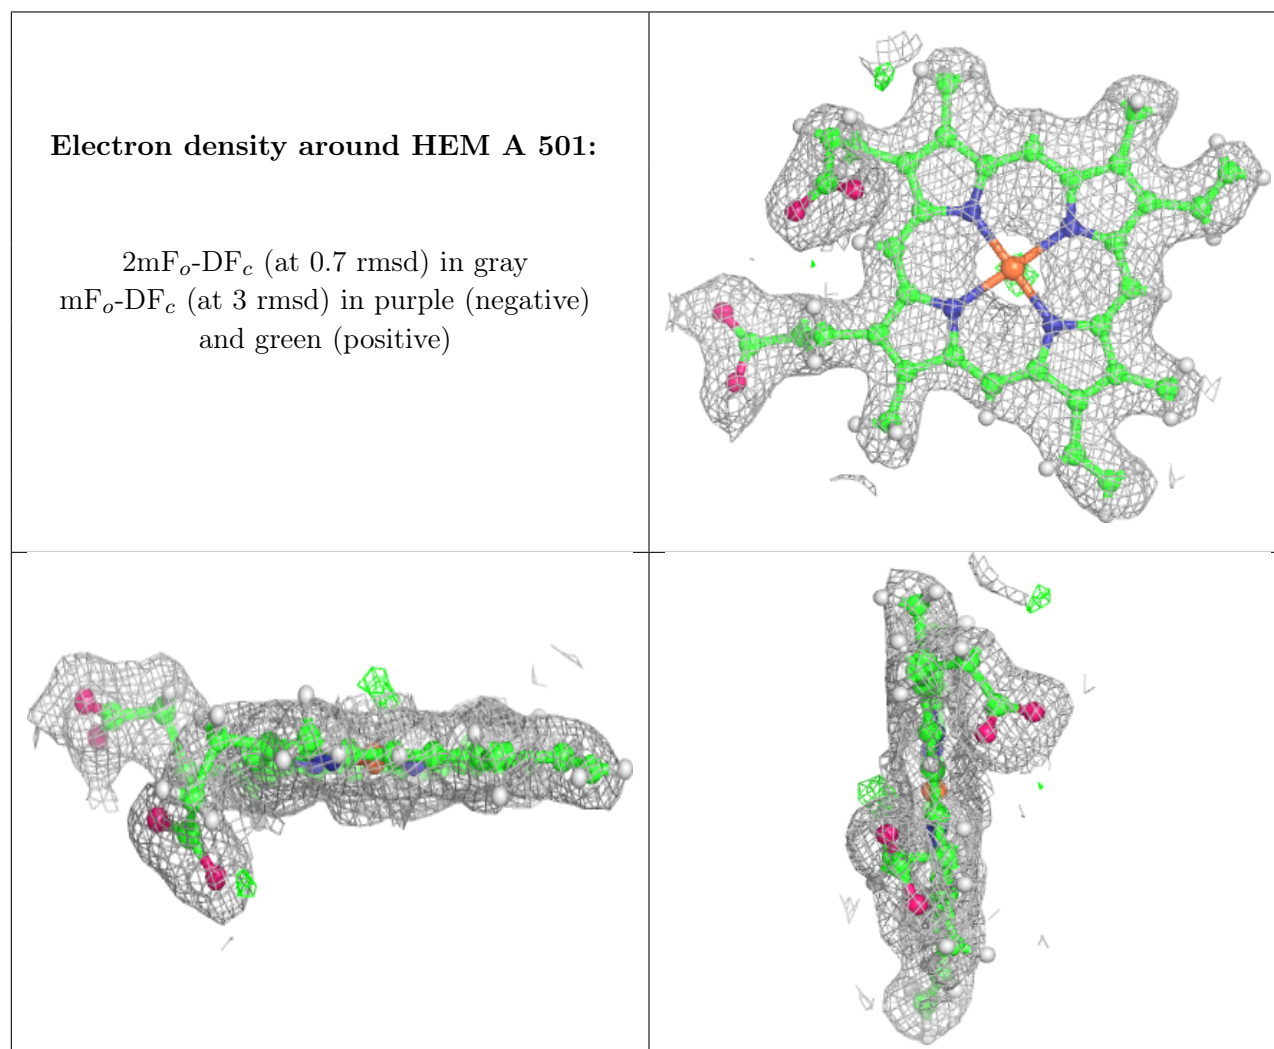 Electron density around HEM A 501:
2mFₒ-DF𝒸 (at 0.7 rmsd) in gray
mFₒ-DF𝒸 (at 3 rmsd) in purple (negative)
and green (positive)